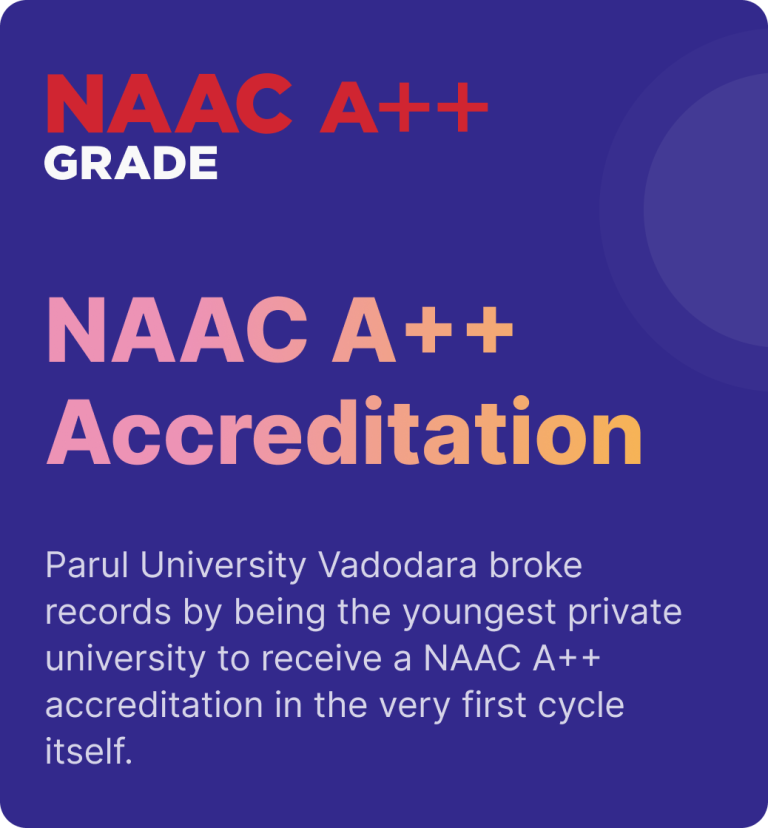 NAAC A++
GRADE
NAAC A++
Accreditation
Parul University Vadodara broke
records by being the youngest private
university to receive a NAAC A++
accreditation in the very first cycle
itself.